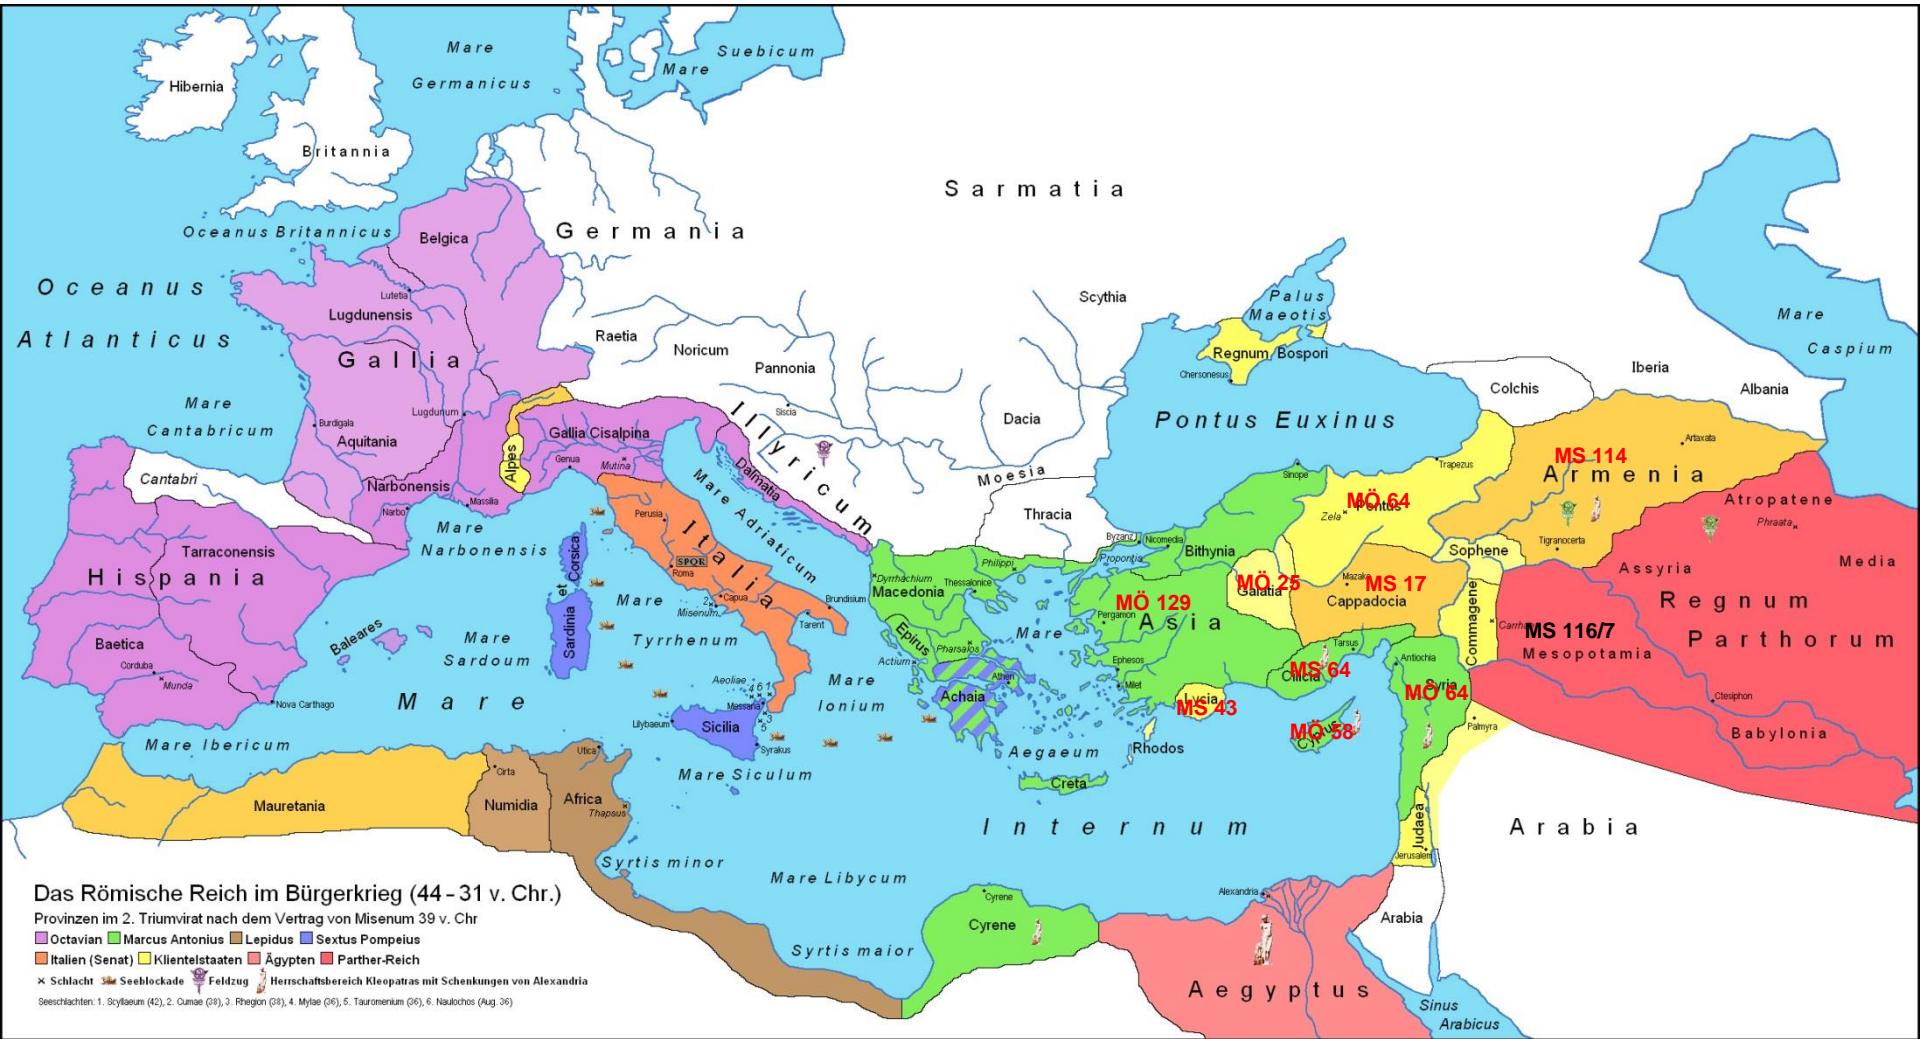 Mare
Germanicus
Mare
Suebicum
Hibernia
Britannia
Sarmatia
Oceanus Britannicus
Belgica
Germania
Oceanus
Atlanticus
Lutetia
Lugdunensis
Gallia
Raetia
Noricum
Pannonia
Scythia
Palus
Maeotis
Regnum Bospori
Chersonesus
Mare
Caspium
Iberia
Albania
Colchis
Mare
Cantabricum
Lugdunum
Burdigala
Aquitania
Alpes
Gallia Cisalpina
Genua
Mutina
Siscia
Illyricum
Dalmatia
Dacia
Pontus Euxinus
Moesia
Thracia
Sinope
Trapezus
MS 114
Armenia
Artaxata
Atropatene
Phraata
Media
Cantabri
Narbonensis
Narbo
Massilia
Mare
Narbonensis
Tarraconensis
Hispania
Baetica
Corduba
Munda
Nova Carthago
Baleares
Mare
Sardoum
Corsica
et
Sardinia
Perusia
Italia
SPQR
Roma
Capua
Misenum
2
Brundisium
Tarent
Mare Adriaticum
Mare
Tyrrhenum
Dyrrhachium
Macedonia
Thessalonice
Philippi
Epirus
Pharsalos
Actium
Achaia
Athen
Byzanz
Nicomedia
Propontis
Bithynia
MÖ 64
Pontus
Zela
Sophene
Tigranocerta
Assyria
Regnum
Parthorum
MÖ 25
Galatia
Mazaka
MS 17
Cappadocia
MÖ 129
Pergamon
Asia
Mare
Aegaeum
Ephesos
Milet
Commagene
MS 116/7
Mesopotamia
Ctesiphon
Babylonia
Tarsus
MS 64
Cilicia
Antiochia
Syria
MÖ 64
Palmyra
Lycia
MS 43
MÖ 58
Cyprus
Rhodos
Creta
Mare
Internum
Mare
Ionium
Aeoliae
4 6 1
Messana
3
5
Lilybaeum
Sicilia
Syrakus
Mare Siculum
Mare Ibericum
Mauretania
Cirta
Numidia
Utica
Africa
Thapsus
Syrtis minor
Mare Libycum
Syrtis maior
Cyrene
Cyrene
Alexandria
Aegyptus
Judaea
Jerusalem
Arabia
Arabia
Sinus
Arabicus
Das Römische Reich im Bürgerkrieg (44 – 31 v. Chr.)
Provinzen im 2. Triumvirat nach dem Vertrag von Misenum 39 v. Chr
Octavian Marcus Antonius Lepidus Sextus Pompeius
Italien (Senat) Klientelstaaten Ägypten Parther-Reich
× Schlacht Seeblockade Feldzug Herrschaftsbereich Kleopatras mit Schenkungen von Alexandria
Seeschlachten: 1. Scyllaeum (42), 2. Cumae (38), 3. Rhegion (38), 4. Mylae (36), 5. Tauromenium (36), 6. Naulochos (Aug. 36)